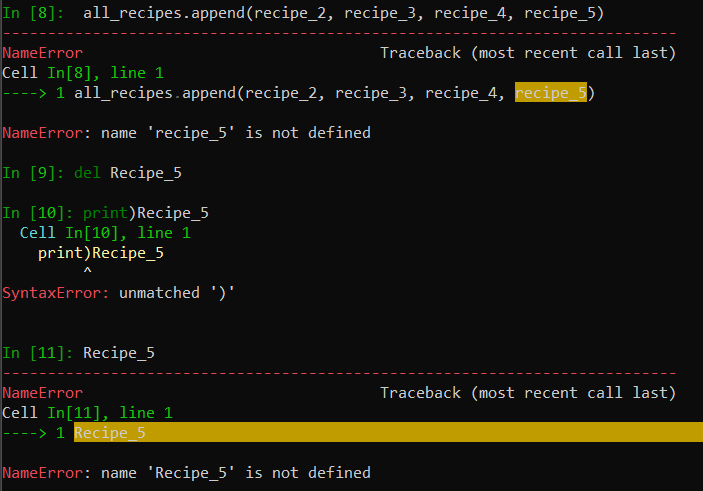 In [8]:  all_recipes.append(recipe_2, recipe_3, recipe_4, recipe_5)
---------------------------------------------------------------------------
NameError                                 Traceback (most recent call last)
Cell In[8], line 1
----> 1 all_recipes.append(recipe_2, recipe_3, recipe_4, recipe_5)
NameError: name 'recipe_5' is not defined
In [9]: del Recipe_5
In [10]: print)Recipe_5
  Cell In[10], line 1
    print)Recipe_5
         ^
SyntaxError: unmatched ')'
In [11]: Recipe_5
---------------------------------------------------------------------------
NameError                                 Traceback (most recent call last)
Cell In[11], line 1
----> 1 Recipe_5
NameError: name 'Recipe_5' is not defined